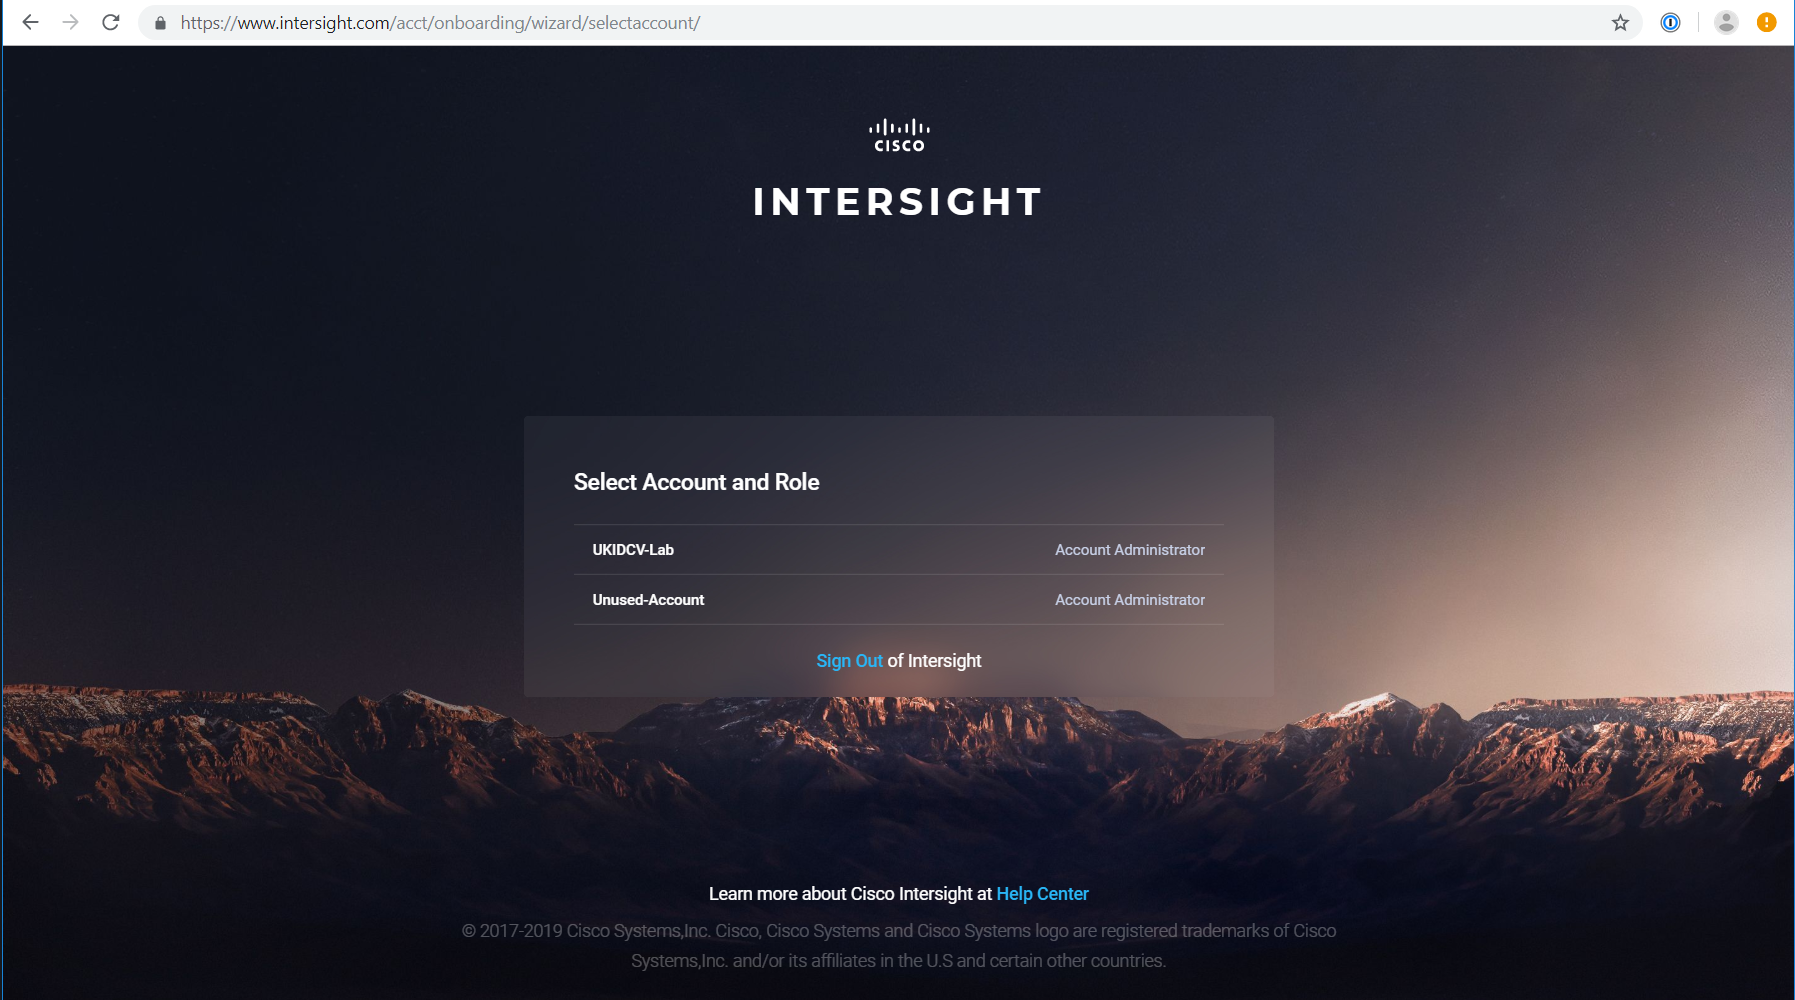 https://www.intersight.com/acct/onboarding/wizard/selectaccount/
CISCO
INTERSIGHT
Select Account and Role
UKIDCV-Lab Account Administrator
Unused-Account Account Administrator
Sign Out of Intersight
Learn more about Cisco Intersight at Help Center
© 2017-2019 Cisco Systems,Inc. Cisco, Cisco Systems and Cisco Systems logo are registered trademarks of Cisco
Systems,Inc. and/or its affiliates in the U.S and certain other countries.